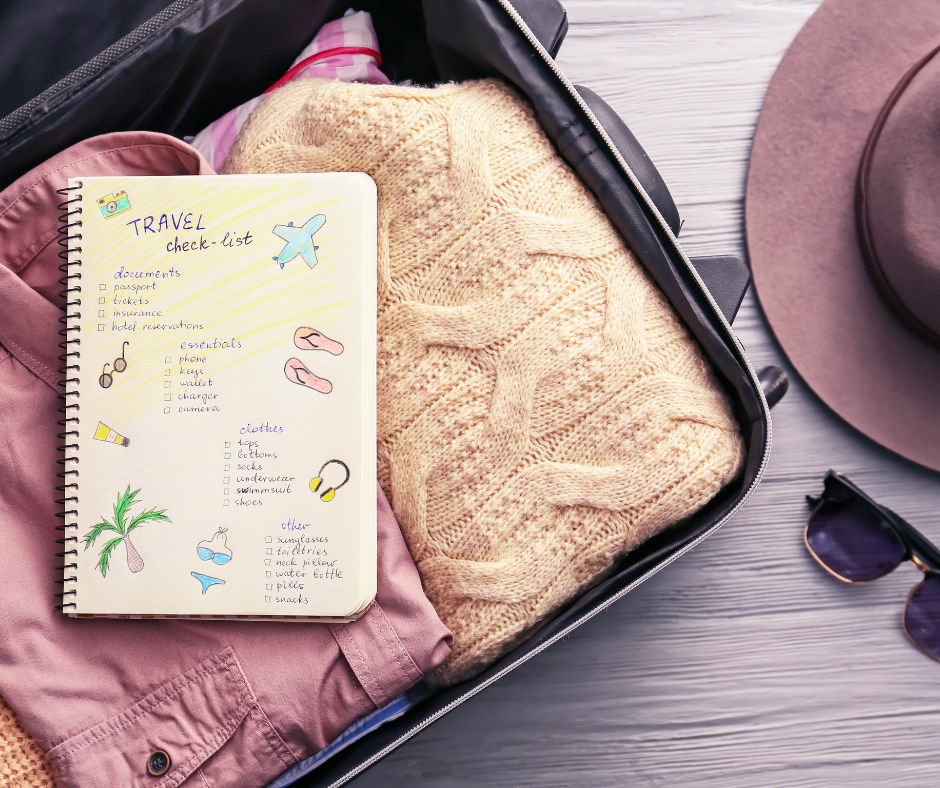 TRAVEL
check-list
documents
passport
tickets
insurance
hotel reservations
essentials
phone
keys
wallet
charger
camera
clothes
tops
bottoms
socks
underwear
swimmsuit
shoes
other
sunglasses
toiletries
neck pillow
water bottle
pills
snacks